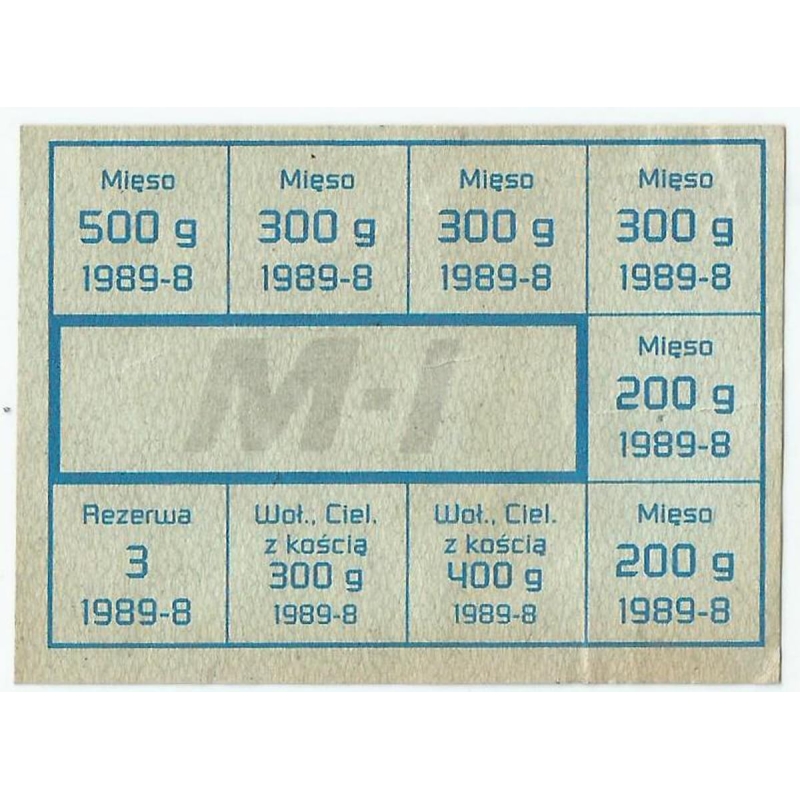 Mięso
500 g
1989-8
Mięso
300 g
1989-8
Mięso
300 g
1989-8
Mięso
300 g
1989-8
M-i
Mięso
200 g
1989-8
Rezerwa
3
1989-8
Woł., Ciel.
z kością
300 g
1989-8
Woł., Ciel.
z kością
400 g
1989-8
Mięso
200 g
1989-8